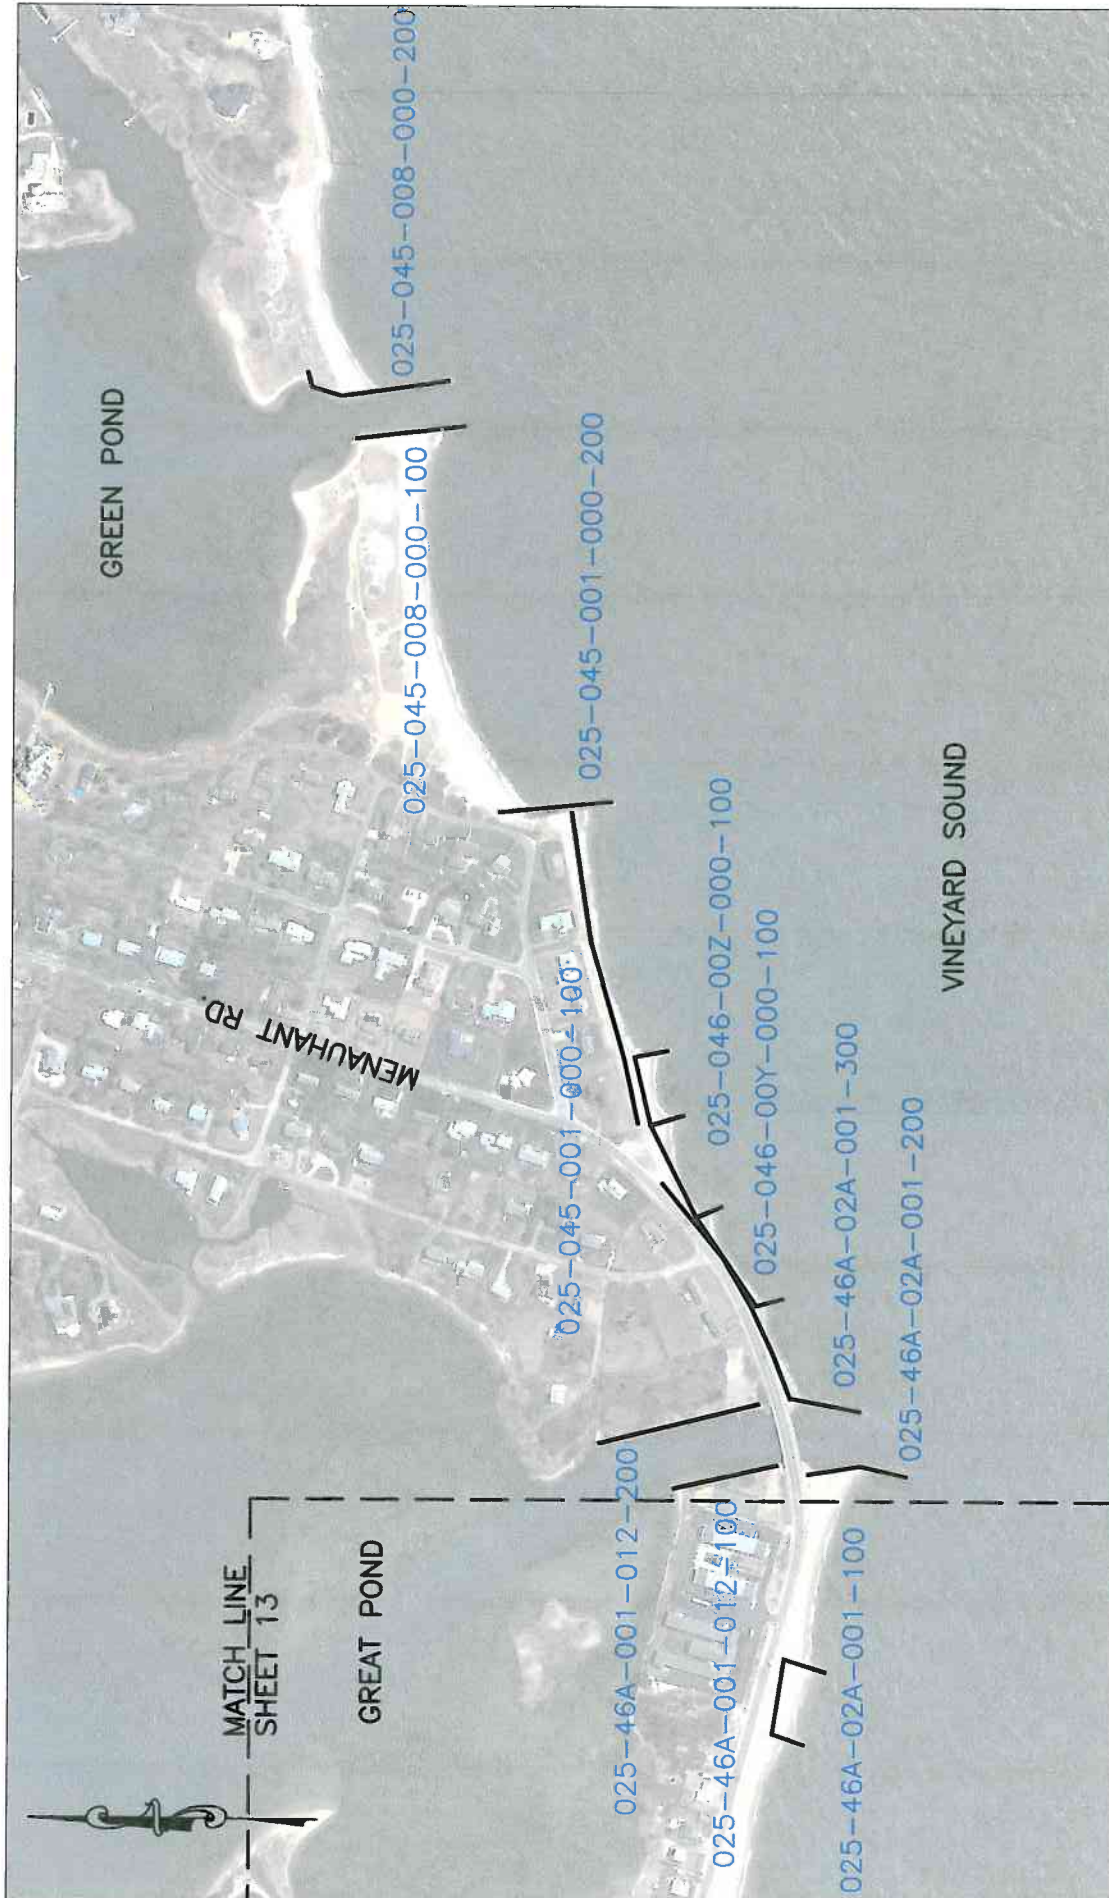 MATCH LINE
SHEET 13
GREEN POND
GREAT POND
MENAUHANT RD.
025-045-008-000-200
025-045-008-000-100
025-045-001-000-200
025-045-001-000-100
025-046-00Z-000-100
025-046-00Y-000-100
025-46A-02A-001-300
025-46A-02A-001-200
025-46A-001-012-200
025-46A-001-012-100
025-46A-02A-001-100
VINEYARD SOUND